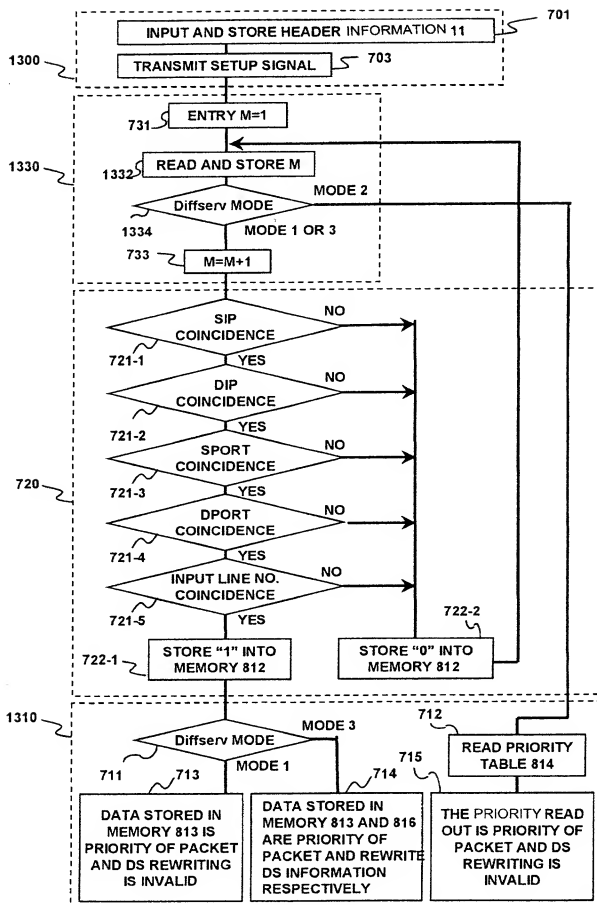 INPUT AND STORE HEADER INFORMATION 11
701
1300
TRANSMIT SETUP SIGNAL
703
ENTRY M=1
731
1330
READ AND STORE M
1332
MODE 2
Diffserv MODE
1334
MODE 1 OR 3
733
M=M+1
SIP
COINCIDENCE
NO
721-1
YES
DIP
COINCIDENCE
NO
721-2
YES
SPORT
COINCIDENCE
NO
720
721-3
YES
DPORT
COINCIDENCE
NO
721-4
YES
INPUT LINE NO.
COINCIDENCE
NO
721-5
YES
722-2
722-1
STORE “1” INTO
MEMORY 812
STORE “0” INTO
MEMORY 812
1310
MODE 3
712
Diffserv MODE
711
713
MODE 1
714
715
READ PRIORITY
TABLE 814
DATA STORED IN
MEMORY 813 IS
PRIORITY OF PACKET
AND DS REWRITING
IS INVALID
DATA STORED IN
MEMORY 813 AND 816
ARE PRIORITY OF
PACKET AND REWRITE
DS INFORMATION
RESPECTIVELY
THE PRIORITY READ
OUT IS PRIORITY OF
PACKET AND DS
REWRITING IS
INVALID